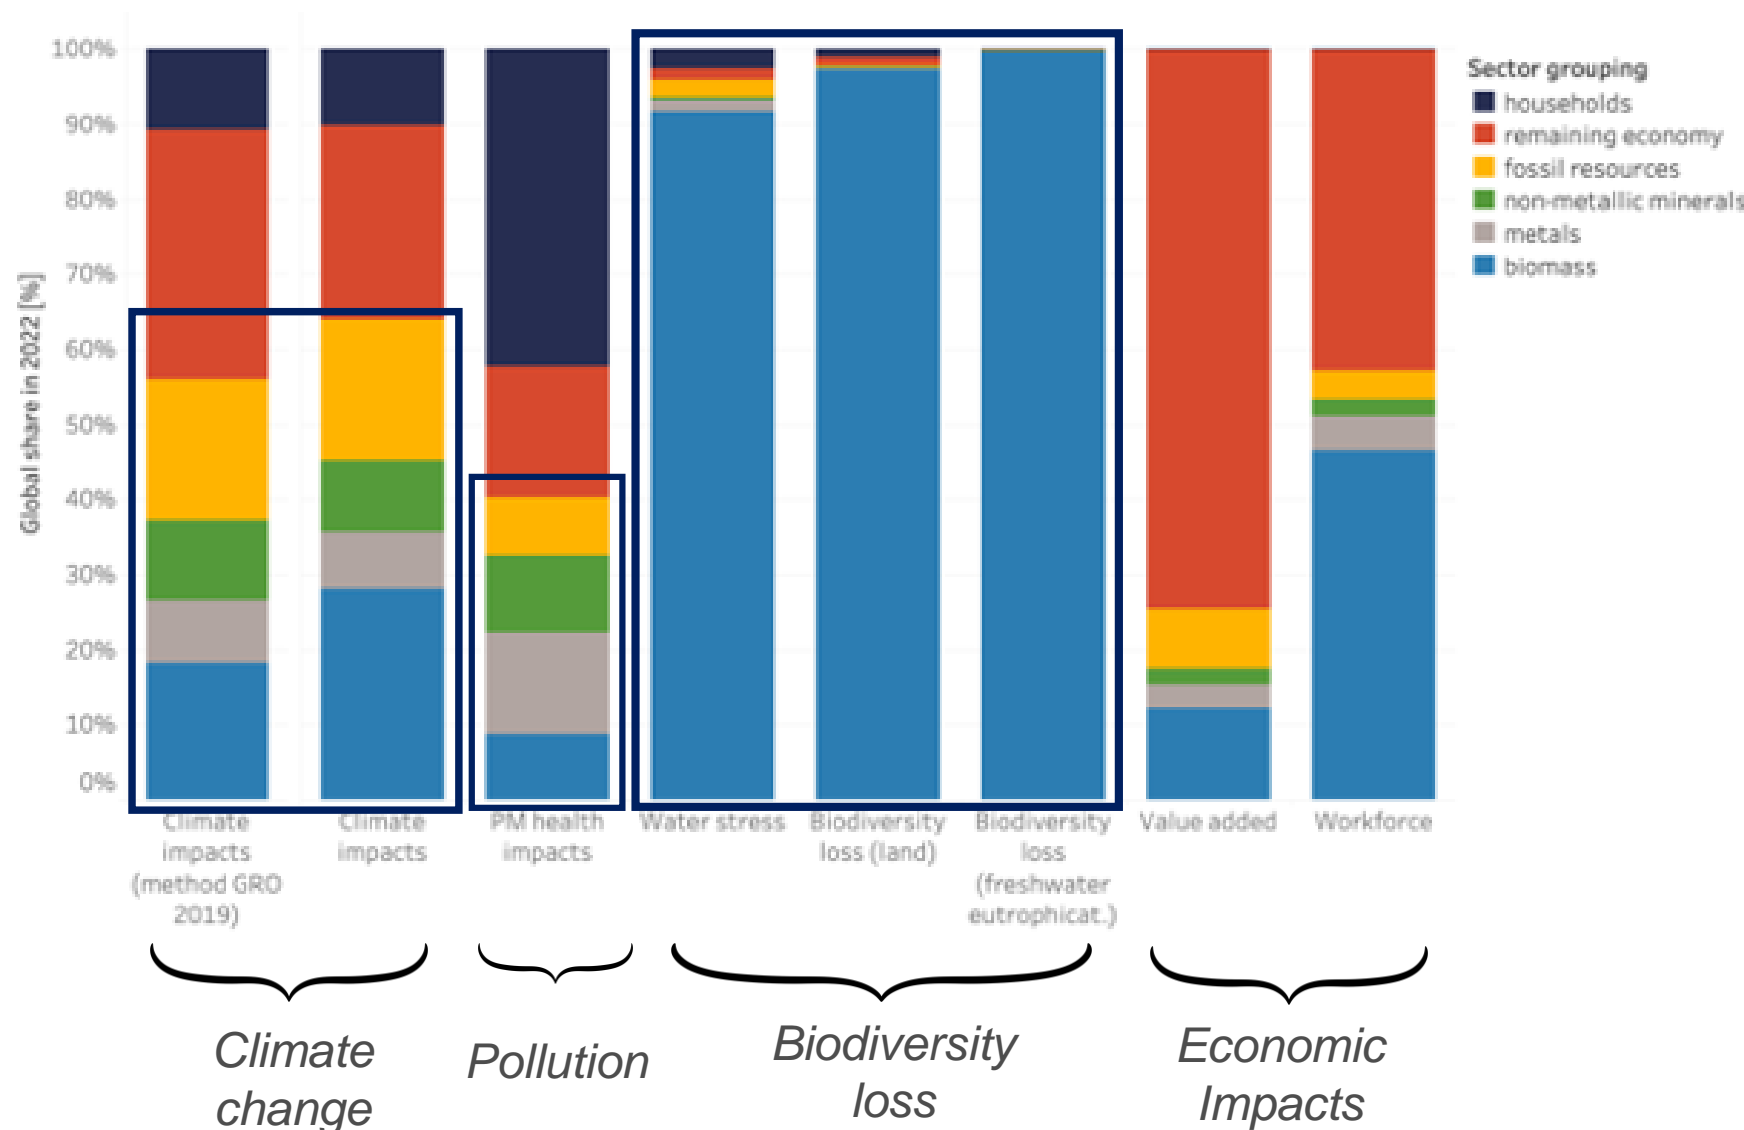 100%
90%
80%
70%
60%
50%
40%
30%
20%
10%
0%
Global share in 2022 [%]
Sector grouping
households
remaining economy
fossil resources
non-metallic minerals
metals
biomass
Climate
impacts
(method GRO
2019)
Climate
impacts
PM health
impacts
Water stress
Biodiversity
loss (land)
Biodiversity
loss
(freshwater
eutrophicat.)
Value added
Workforce
Climate
change
Pollution
Biodiversity
loss
Economic
Impacts